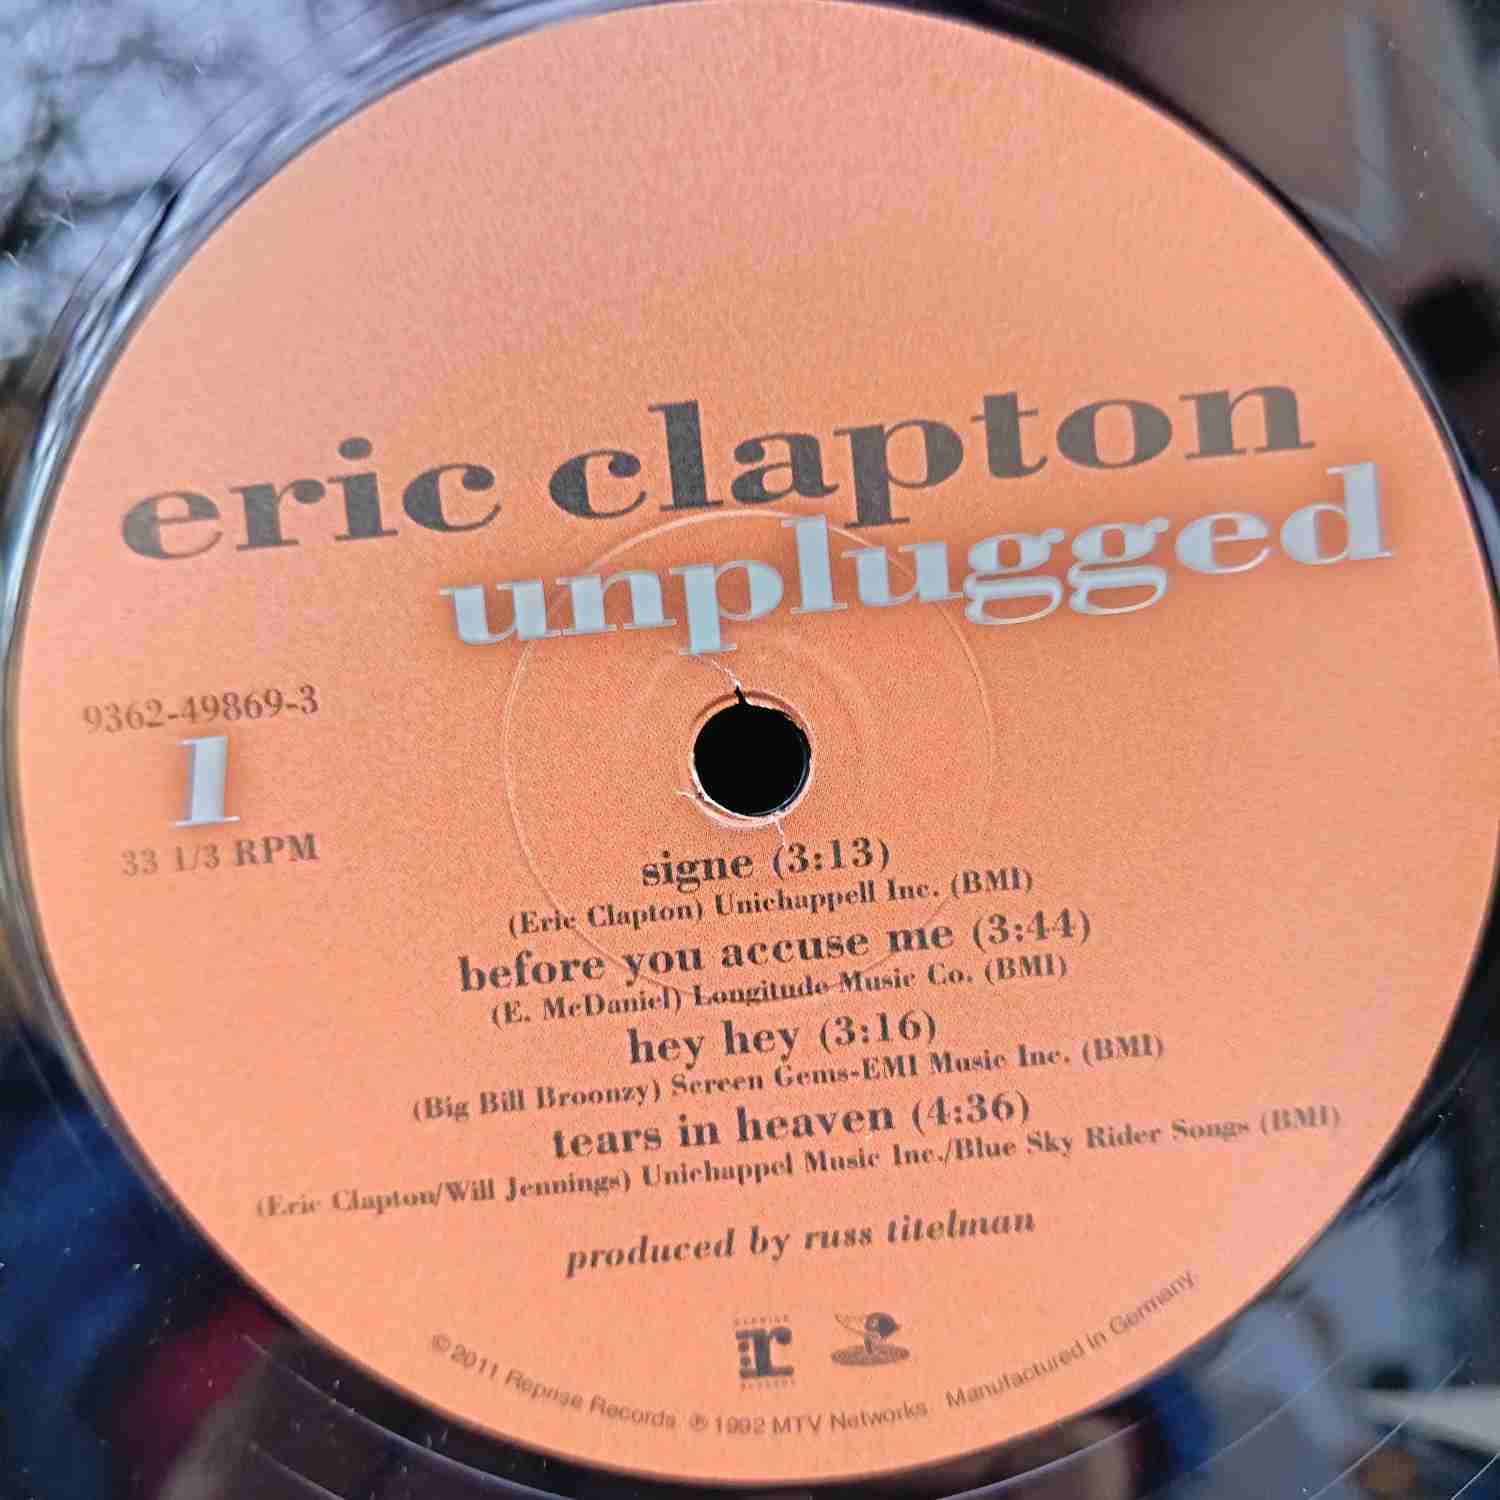 eric clapton
unplugged
9362-49869-3
1
33 1/3 RPM
signe (3:13)
(Eric Clapton) Unichappell Inc. (BMI)
before you accuse me (3:44)
(E. McDaniel) Longitude Music Co. (BMI)
hey hey (3:16)
(Big Bill Broonzy) Screen Gems-EMI Music Inc. (BMI)
tears in heaven (4:36)
(Eric Clapton/Will Jennings) Unichappel Music Inc./Blue Sky Rider Songs (BMI)
produced by russ titelman
REPRISE
r
RECORDS
© 2011 Reprise Records ℗ 1992 MTV Networks Manufactured in Germany.